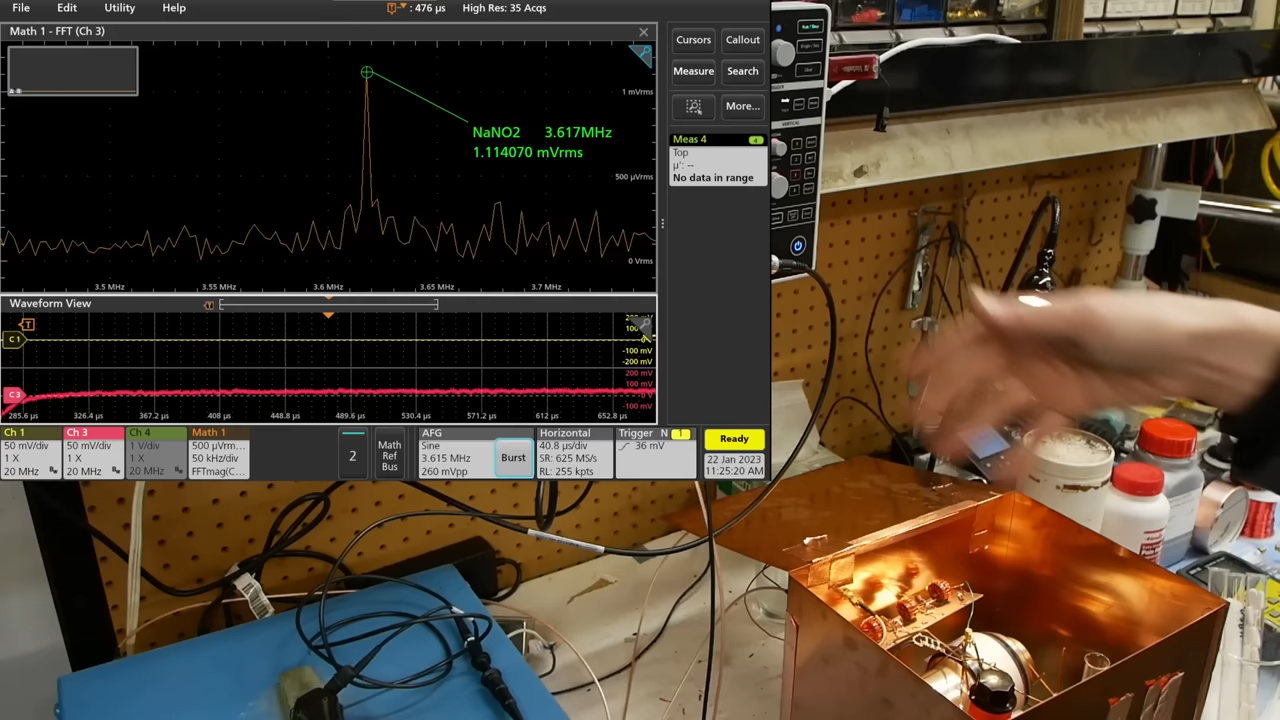 File Edit Utility Help
: 476 µs High Res: 35 Acqs
Math 1 - FFT (Ch 3)
Cursors Callout
Measure Search
More...
1 mVrms
NaNO2 3.617MHz
1.114070 mVrms
500 µVrms
0 Vrms
3.5 MHz 3.55 MHz 3.6 MHz 3.65 MHz 3.7 MHz
Meas 4 4
Top
µ': --
No data in range
Waveform View
T
C 1
-100 mV
-200 mV
200 mV
100 mV
C3
-100 mV
285.6 µs 326.4 µs 367.2 µs 408 µs 448.8 µs 489.6 µs 530.4 µs 571.2 µs 612 µs 652.8 µs
Ch 1
50 mV/div
1 X
20 MHz
Ch 3
50 mV/div
1 X
20 MHz
Ch 4
1 V/div
1 X
20 MHz
Math 1
500 µVrm...
50 kHz/div
FFTmag(C...
2
Math
Ref
Bus
AFG
Sine
3.615 MHz
260 mVpp
Burst
Horizontal
40.8 µs/div
SR: 625 MS/s
RL: 255 kpts
Trigger N 1
36 mV
Ready
22 Jan 2023
11:25:20 AM
VERTICAL